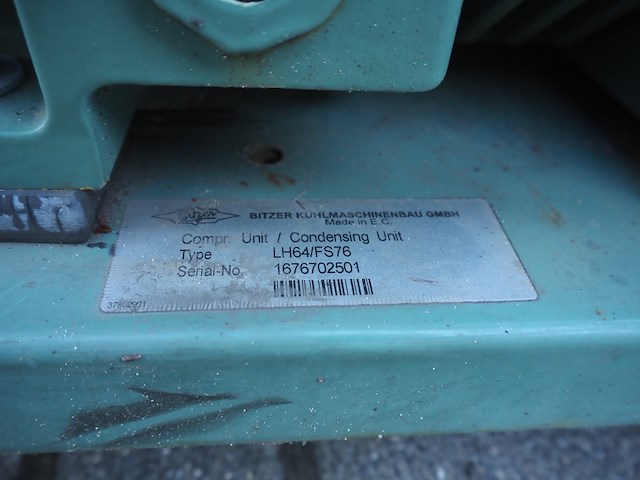 BITZER KÜHLMASCHINENBAU GMBH
Made in E.C.
Compr. Unit / Condensing Unit
Type LH64/FS76
Serial-No. 1676702501